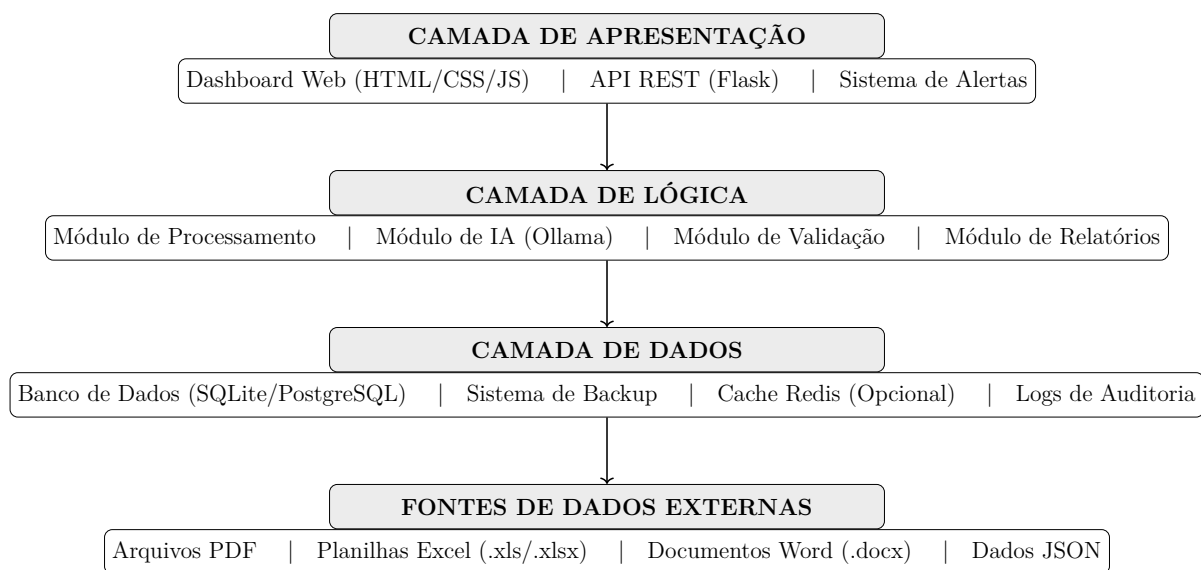 CAMADA DE APRESENTAÇÃO
Dashboard Web (HTML/CSS/JS) | API REST (Flask) | Sistema de Alertas
CAMADA DE LÓGICA
Módulo de Processamento | Módulo de IA (Ollama) | Módulo de Validação | Módulo de Relatórios
CAMADA DE DADOS
Banco de Dados (SQLite/PostgreSQL) | Sistema de Backup | Cache Redis (Opcional) | Logs de Auditoria
FONTES DE DADOS EXTERNAS
Arquivos PDF | Planilhas Excel (.xls/.xlsx) | Documentos Word (.docx) | Dados JSON